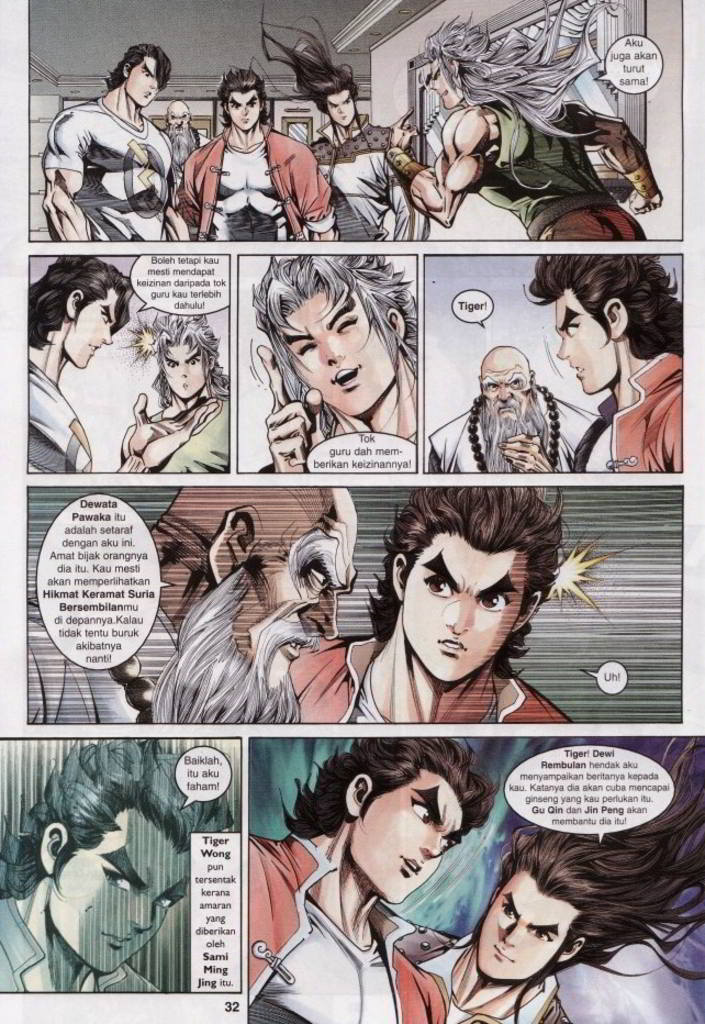 Aku
juga akan
turut
sama!
Boleh tetapi kau
mesti mendapat
keizinan daripada tok
guru kau terlebih
dahulu!
Tok
guru dah mem-
berikan keizinannya!
Tiger!
Dewata
Pawaka itu
adalah setaraf
dengan aku ini.
Amat bijak orangnya
dia itu. Kau mesti
akan memperlihatkan
Hikmat Keramat Suria
Bersembilanmu
di depannya.Kalau
tidak tentu buruk
akibatnya
nanti!
Uh!
Baiklah,
itu aku
faham!
Tiger
Wong
pun
tersentak
kerana
amaran
yang
diberikan
oleh
Sami
Ming
Jing itu.
Tiger! Dewi
Rembulan hendak aku
menyampaikan beritanya kepada
kau. Katanya dia akan cuba mencapai
ginseng yang kau perlukan itu.
Gu Qin dan Jin Peng akan
membantu dia itu!
32